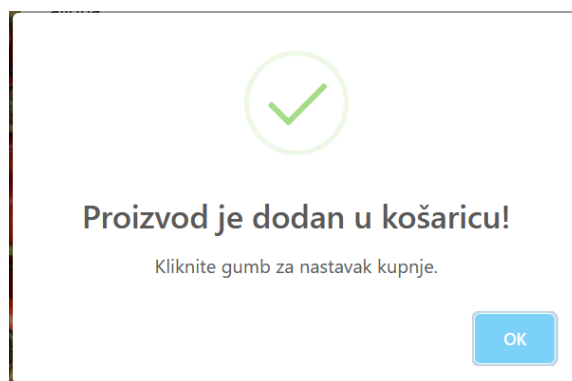 Proizvod je dodan u košaricu!
Kliknite gumb za nastavak kupnje.
OK